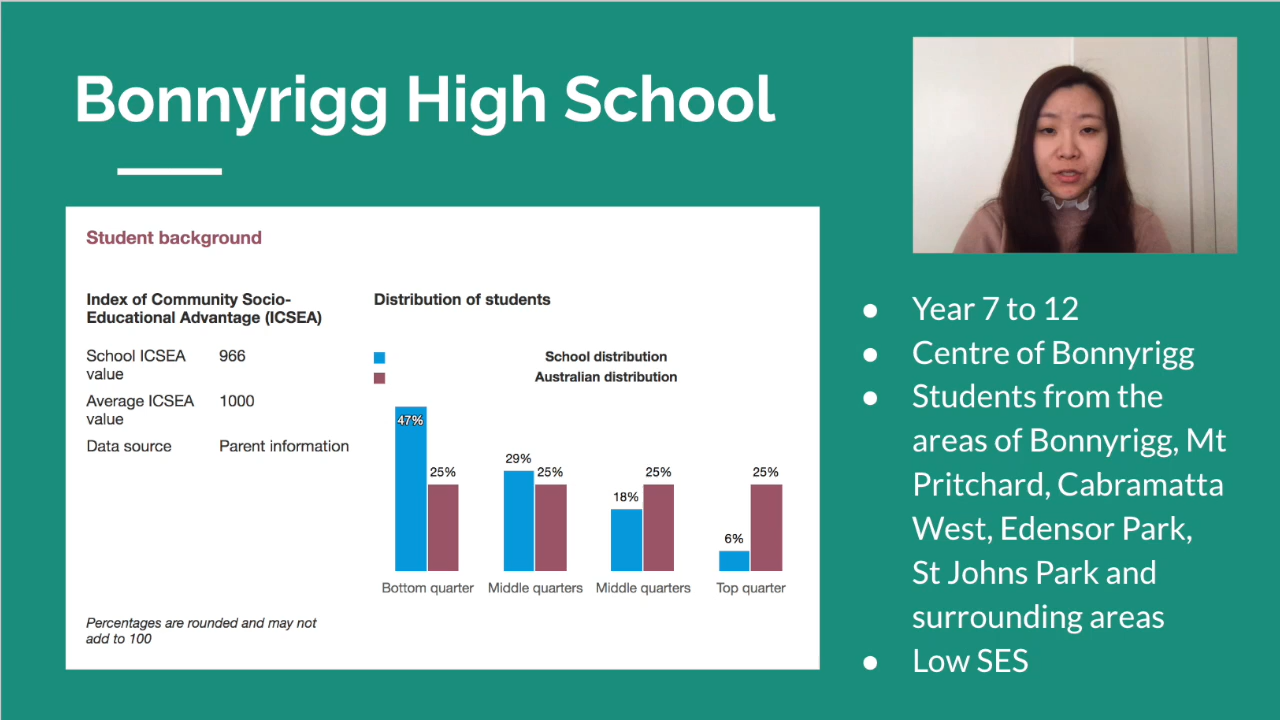 Bonnyrigg High School
Student background
Index of Community Socio-
Educational Advantage (ICSEA)
School ICSEA value 966
Average ICSEA value 1000
Data source Parent information
Percentages are rounded and may not
add to 100
Distribution of students
School distribution
Australian distribution
47% 25% 29% 25% 18% 25% 6% 25%
Bottom quarter Middle quarters Middle quarters Top quarter
● Year 7 to 12
● Centre of Bonnyrigg
● Students from the
areas of Bonnyrigg, Mt
Pritchard, Cabramatta
West, Edensor Park,
St Johns Park and
surrounding areas
● Low SES